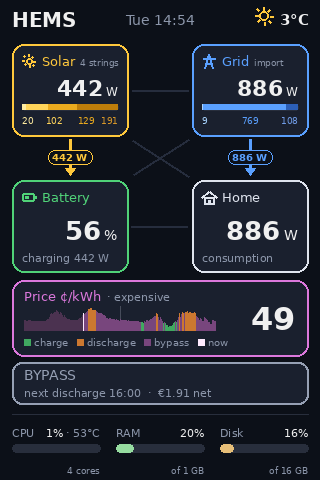 HEMS Tue 14:54 3°C
Solar 4 strings
442 W
20 102 129 191
Grid import
886 W
9 769 108
442 W
886 W
Battery
56 %
charging 442 W
Home
886 W
consumption
Price ¢/kWh · expensive
49
charge discharge bypass now
BYPASS
next discharge 16:00 · €1.91 net
CPU 1% · 53°C
4 cores
RAM 20%
of 1 GB
Disk 16%
of 16 GB